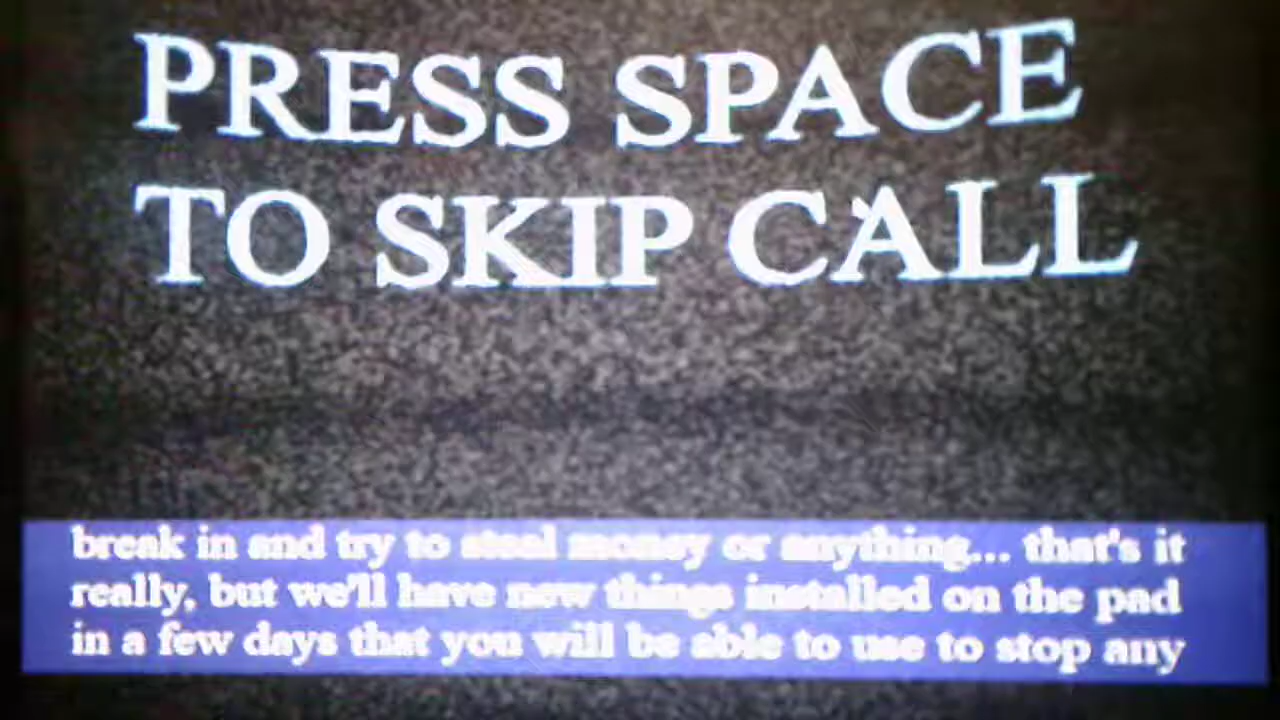 PRESS SPACE
TO SKIP CALL
break in and try to steal money or anything... that's it
really, but we'll have new things installed on the pad
in a few days that you will be able to use to stop any